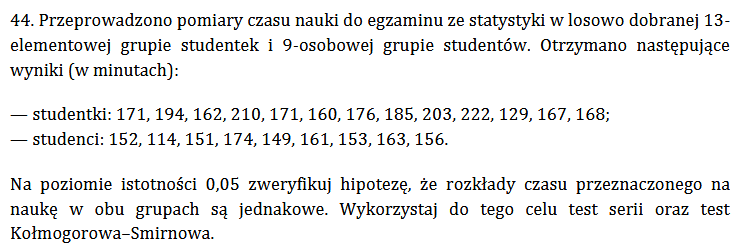 44. Przeprowadzono pomiary czasu nauki do egzaminu ze statystyki w losowo dobranej 13-
elementowej grupie studentek i 9-osobowej grupie studentów. Otrzymano następujące
wyniki (w minutach):
— studentki: 171, 194, 162, 210, 171, 160, 176, 185, 203, 222, 129, 167, 168;
— studenci: 152, 114, 151, 174, 149, 161, 153, 163, 156.
Na poziomie istotności 0,05 zweryfikuj hipotezę, że rozkłady czasu przeznaczonego na
naukę w obu grupach są jednakowe. Wykorzystaj do tego celu test serii oraz test
Kołmogorowa–Smirnowa.